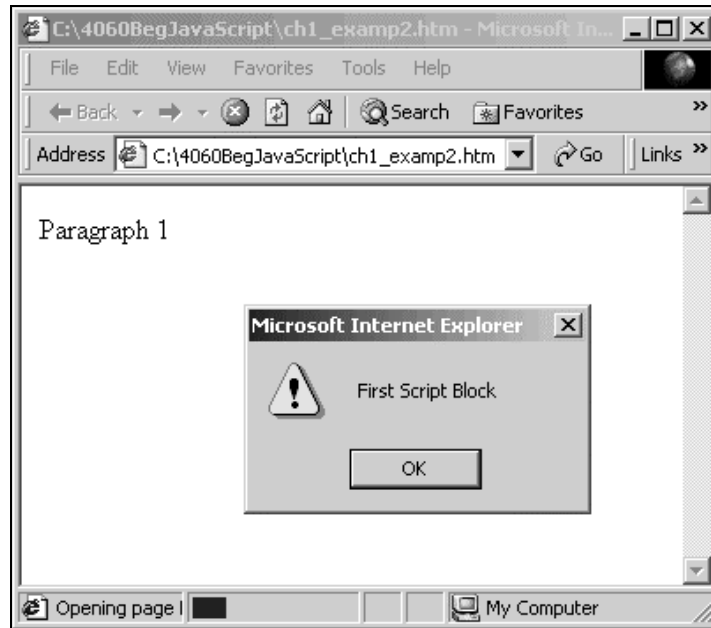 C:\4060BegJavaScript\ch1_examp2.htm - Microsoft In...
File Edit View Favorites Tools Help
Back Search Favorites »
Address C:\4060BegJavaScript\ch1_examp2.htm Go Links »
Paragraph 1
Microsoft Internet Explorer
First Script Block
OK
Opening page My Computer